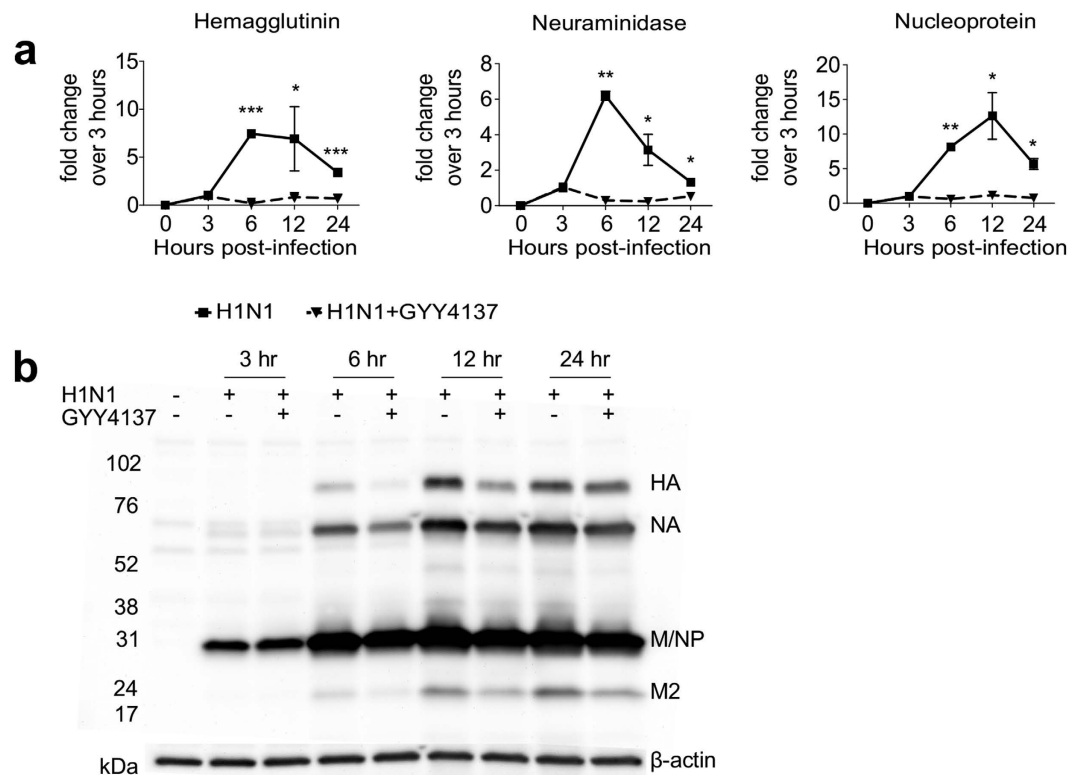 a
Hemagglutinin
Neuraminidase
Nucleoprotein
fold change
over 3 hours
15
10
5
0
***
*
***
0 3 6 12 24
Hours post-infection
fold change
over 3 hours
8
6
4
2
0
**
*
*
0 3 6 12 24
Hours post-infection
fold change
over 3 hours
20
15
10
5
0
**
*
*
0 3 6 12 24
Hours post-infection
H1N1
H1N1+GYY4137
b
3 hr 6 hr 12 hr 24 hr
H1N1 - + + + + + + + +
GYY4137 - - + - + - + - +
102
76
52
38
31
24
17
kDa
HA
NA
M/NP
M2
β-actin